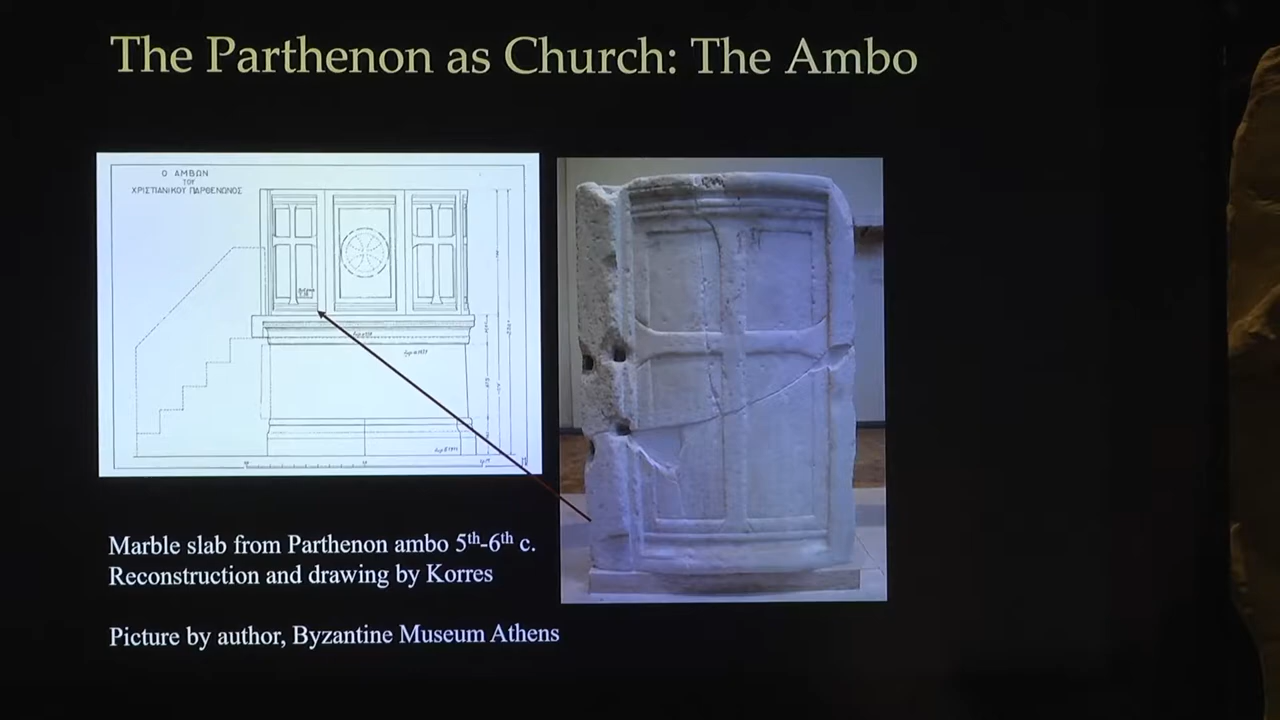 The Parthenon as Church: The Ambo
Ο ΑΜΒΩΝ
ΤΟΥ
ΧΡΙΣΤΙΑΝΙΚΟΥ ΠΑΡΘΕΝΩΝΟΣ
Marble slab from Parthenon ambo 5th-6th c.
Reconstruction and drawing by Korres
Picture by author, Byzantine Museum Athens